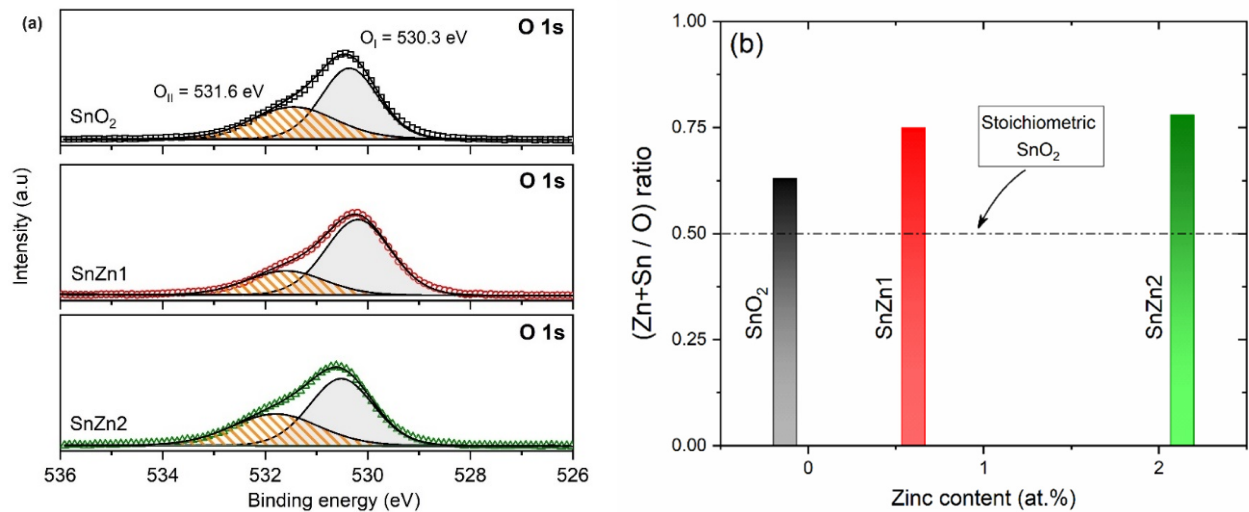 (a)
O 1s
O_I = 530.3 eV
O_II = 531.6 eV
SnO₂
O 1s
SnZn1
O 1s
SnZn2
Intensity (a.u)
536 534 532 530 528 526
Binding energy (eV)
(b)
1.00
0.75
0.50
0.25
0.00
(Zn+Sn / O) ratio
Stoichiometric
SnO₂
SnO₂
SnZn1
SnZn2
0 1 2
Zinc content (at.%)